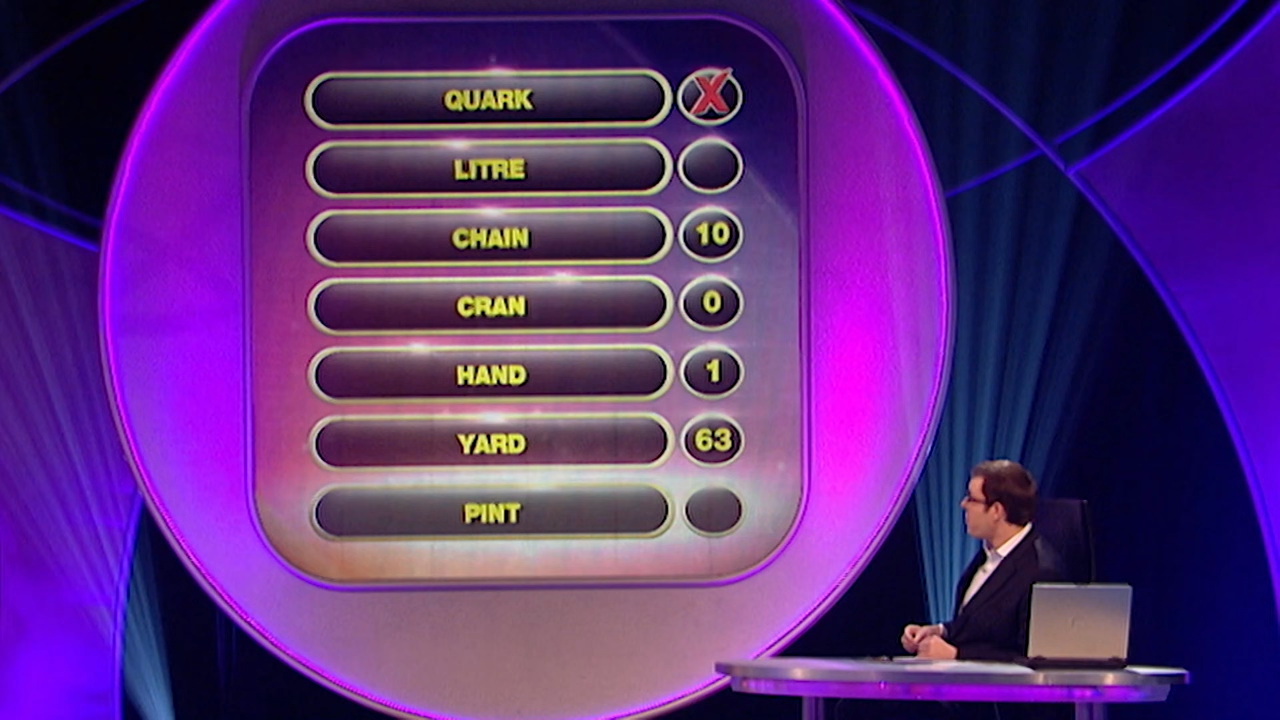 QUARK X
LITRE
CHAIN 10
CRAN 0
HAND 1
YARD 63
PINT